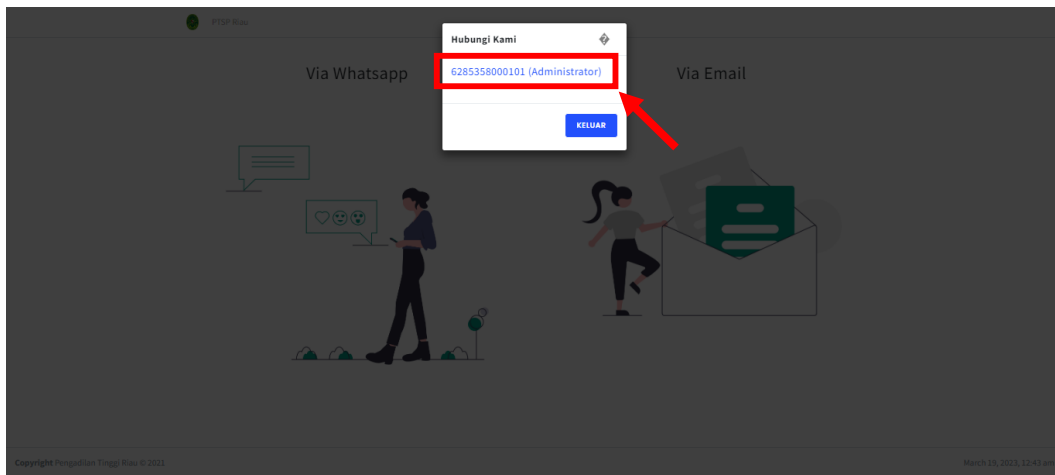 PTSP Riau
Hubungi Kami
6285358000101 (Administrator)
KELUAR
Via Whatsapp
Via Email
Copyright Pengadilan Tinggi Riau © 2021
March 19, 2023, 12:43 am